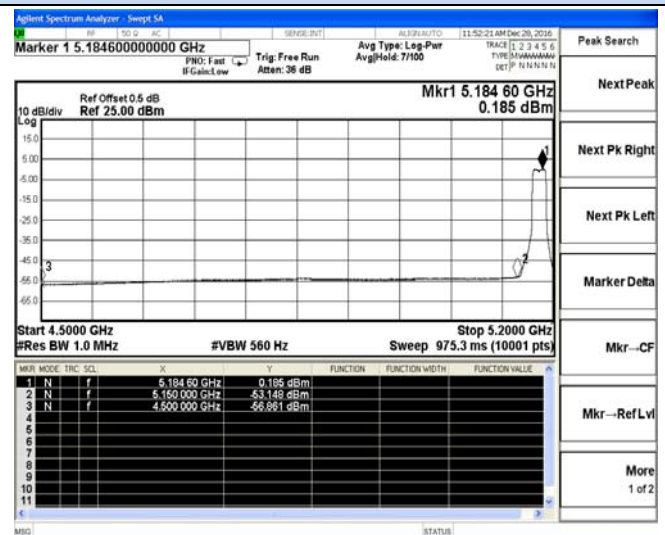 Agilent Spectrum Analyzer - Swept SA
RF 50 Ω AC SENSE:INT ALIGNAUTO 11:52:21 AM Dec 28, 2016
Marker 1 5.184600000000 GHz
PNO: Fast
IFGain:Low
Trig: Free Run
Atten: 36 dB
Avg Type: Log-Pwr
Avg|Hold: 7/100
TRACE 1 2 3 4 5 6
TYPE
DET P N N N N N
Peak Search
Ref Offset 0.5 dB
Ref 25.00 dBm
10 dB/div
Log
Mkr1 5.184 60 GHz
0.185 dBm
15.0
5.00
-5.00
-15.0
-25.0
-35.0
-45.0
-55.0
-65.0
1
2
3
Start 4.5000 GHz
Stop 5.2000 GHz
#Res BW 1.0 MHz
#VBW 560 Hz
Sweep 975.3 ms (10001 pts)
MKR MODE TRC SCL X Y FUNCTION FUNCTION WIDTH FUNCTION VALUE
1 N f 5.184 60 GHz 0.185 dBm
2 N f 5.150 000 GHz -53.148 dBm
3 N f 4.500 000 GHz -56.861 dBm
4
5
6
7
8
9
10
11
MSG
STATUS
Next Peak
Next Pk Right
Next Pk Left
Marker Delta
Mkr→CF
Mkr→Ref Lvl
More
1 of 2